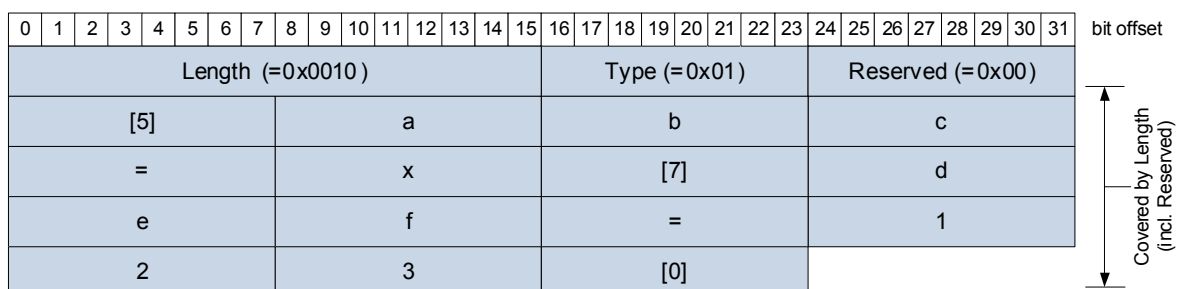 0 1 2 3 4 5 6 7 8 9 10 11 12 13 14 15 16 17 18 19 20 21 22 23 24 25 26 27 28 29 30 31 bit offset
Length (=0x0010) Type (=0x01) Reserved (=0x00)
[5] a b c
= x [7] d
e f = 1
2 3 [0]
Covered by Length
(incl. Reserved)